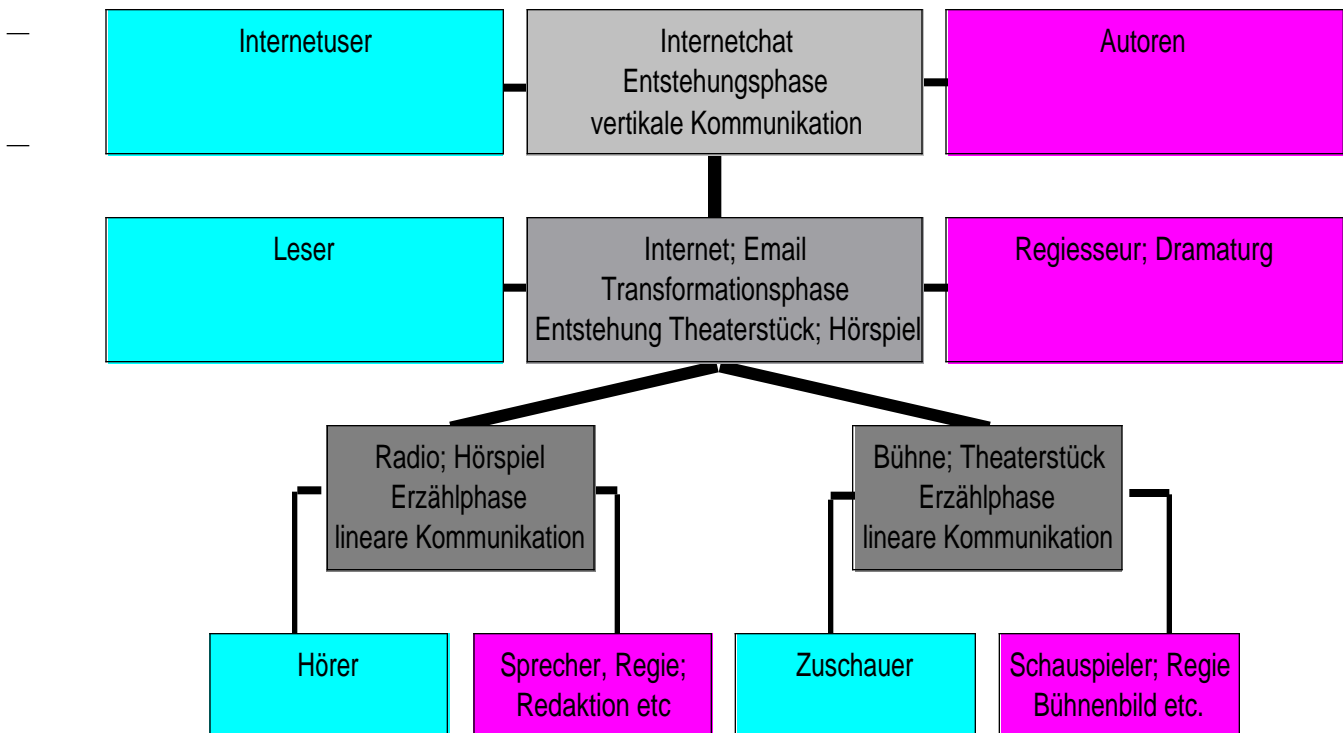 Internetuser
Internetchat
Entstehungsphase
vertikale Kommunikation
Autoren
Leser
Internet; Email
Transformationsphase
Entstehung Theaterstück; Hörspiel
Regiesseur; Dramaturg
Radio; Hörspiel
Erzählphase
lineare Kommunikation
Bühne; Theaterstück
Erzählphase
lineare Kommunikation
Hörer
Sprecher, Regie;
Redaktion etc
Zuschauer
Schauspieler; Regie
Bühnenbild etc.